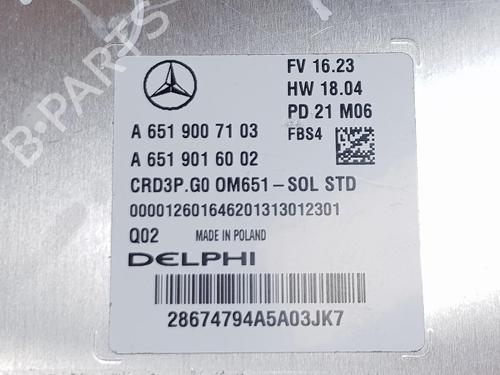 FV 16.23
HW 18.04
PD 21 M06
FBS4
A 651 900 71 03
A 651 901 60 02
CRD3P.G0 OM651-SOL STD
000012601646201313012301
Q02 MADE IN POLAND
DELPHI
28674794A5A03JK7
B-PARTS